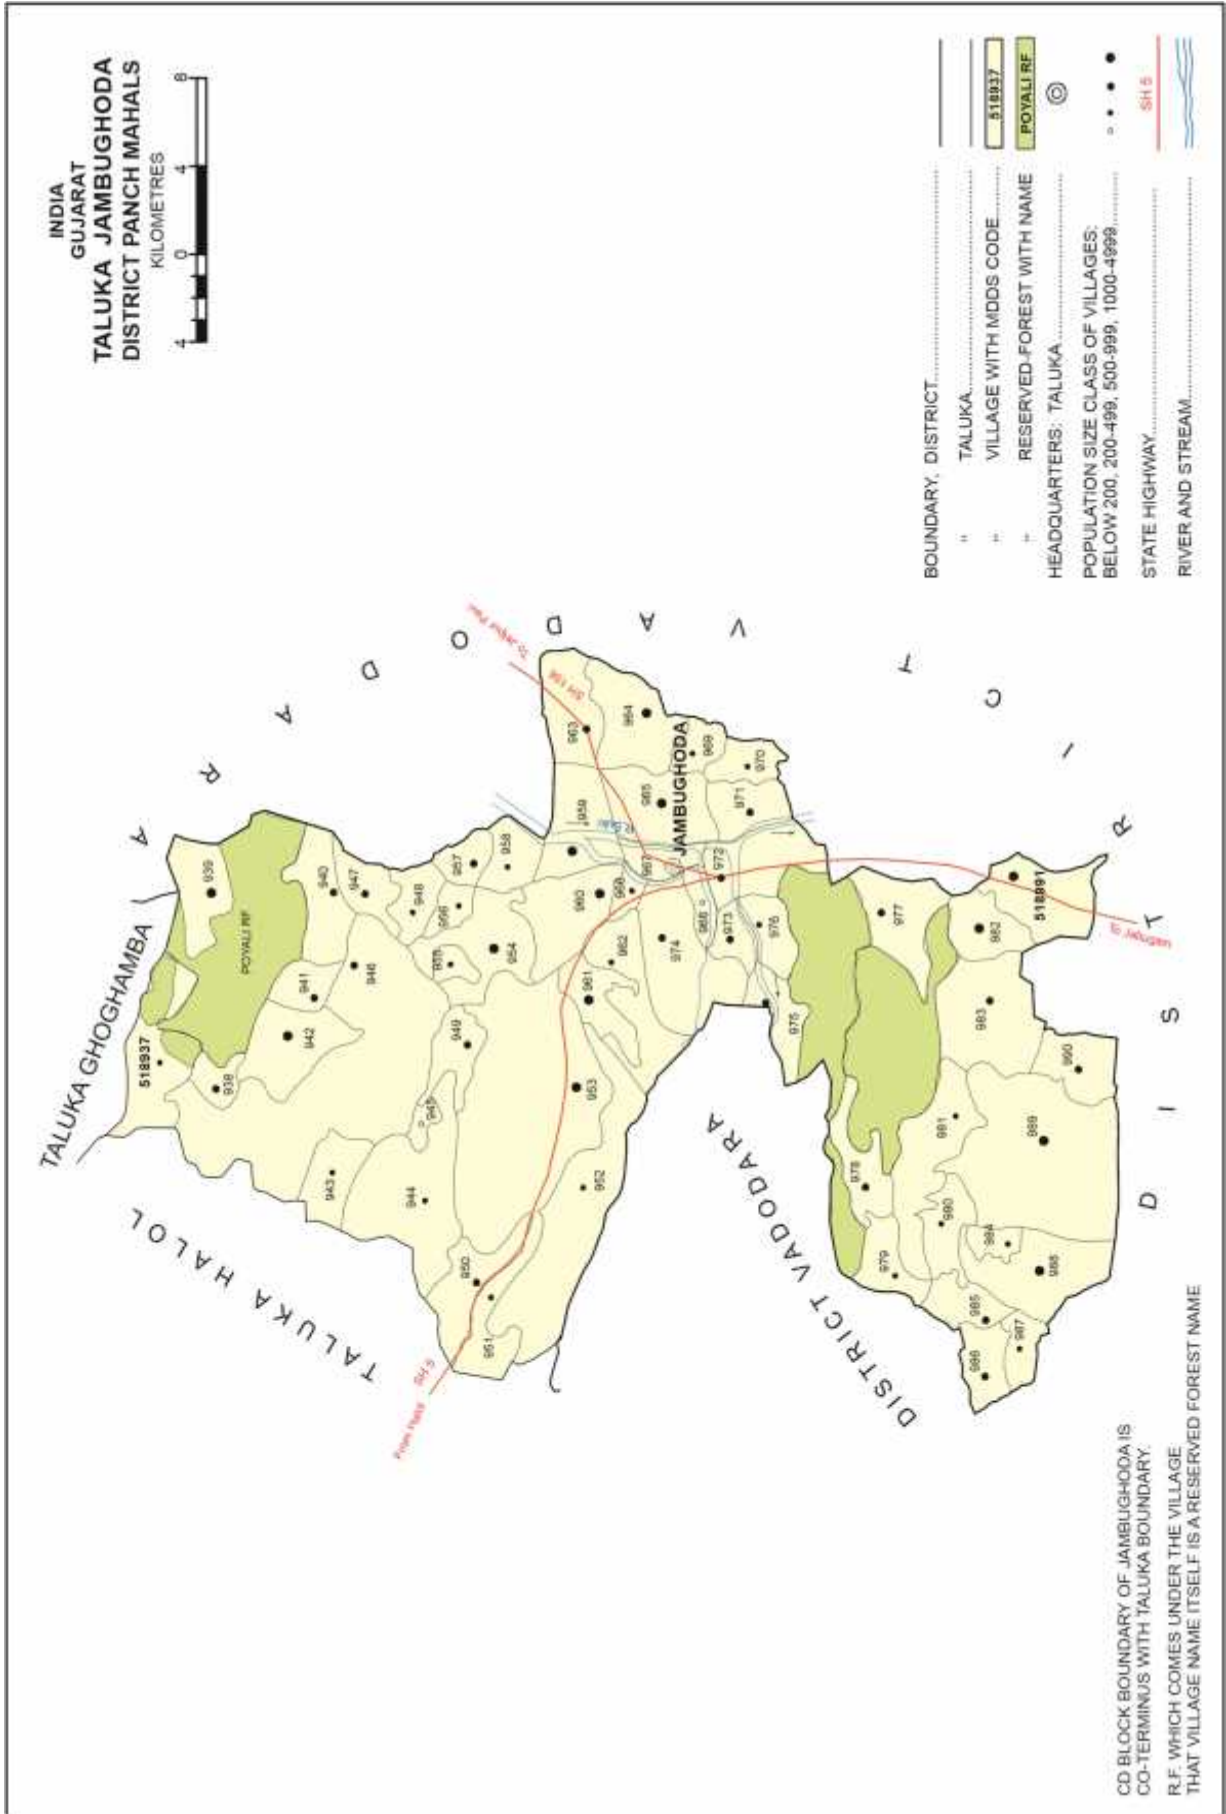 INDIA
GUJARAT
TALUKA JAMBUGHODA
DISTRICT PANCH MAHALS
KILOMETRES
4 0 4 8
TALUKA GHOGHAMBA
TALUKA HALOL
DISTRICT VADODARA
DISTRICT VADODARA
518937
POYALI RF
939
938
940
941
942
943
944
945
946
947
948
949
950
951
952
953
954
955
956
957
958
959
960
961
962
963
964
965
JAMBUGHODA
966
967
968
969
970
971
972
973
974
975
976
977
978
979
980
981
982
983
984
985
986
987
988
989
990
518991
SH 5
From Halol
To Jetpur Pavi
R.Suki
BOUNDARY, DISTRICT
" TALUKA
" VILLAGE WITH MDDS CODE 518937
" RESERVED-FOREST WITH NAME POYALI RF
HEADQUARTERS: TALUKA
POPULATION SIZE CLASS OF VILLAGES:
BELOW 200, 200-499, 500-999, 1000-4999
STATE HIGHWAY SH 5
RIVER AND STREAM
CD BLOCK BOUNDARY OF JAMBUGHODA IS
CO-TERMINUS WITH TALUKA BOUNDARY.
R.F. WHICH COMES UNDER THE VILLAGE
THAT VILLAGE NAME ITSELF IS A RESERVED FOREST NAME